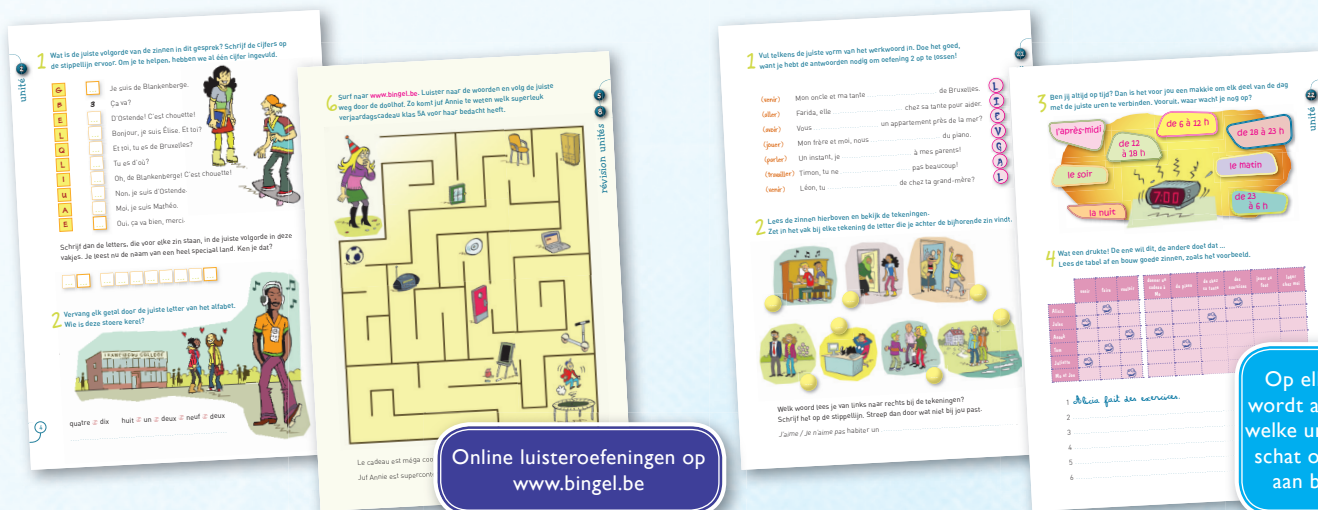 unité 2
1 Wat is de juiste volgorde van de zinnen in dit gesprek? Schrijf de cijfers op
de stippellijn ervoor. Om je te helpen, hebben we al één cijfer ingevuld.
G Je suis de Blankenberge.
B 3 Ça va?
E D'Ostende! C'est chouette!
L Bonjour, je suis Élise. Et toi?
Q Et toi, tu es de Bruxelles?
L Tu es d'où?
I Oh, de Blankenberge! C'est chouette!
U Non, je suis d'Ostende.
A Moi, je suis Mathéo.
E Oui, ça va bien, merci.
Schrijf dan de letters, die voor elke zin staan, in de juiste volgorde in deze
vakjes. Je leest nu de naam van een heel speciaal land. Ken je dat?
2 Vervang elk getal door de juiste letter van het alfabet.
Wie is deze stoere kerel?
quatre z dix huit z un z deux z neuf z deux
4
6 Surf naar www.bingel.be. Luister naar de woorden en volg de juiste
weg door de doolhof. Zo komt juf Annie te weten welk superleuk
verjaardagscadeau klas 5A voor haar bedacht heeft.
5
8
révision unités
Le cadeau est méga
Juf Annie est
Online luisteroefeningen op
www.bingel.be
1 Vul telkens de juiste vorm van het werkwoord in. Doe het goed,
want je hebt de antwoorden nodig om oefening 2 op te lossen!
(venir) Mon oncle et ma tante de Bruxelles. L
(aller) Farida, elle chez sa tante pour aider. I
(avoir) Vous un appartement près de la mer?
(jouer) Mon frère et moi, nous du piano. V
(parler) Un instant, je à mes parents! G
(travailler) Timon, tu ne pas beaucoup! A
(venir) Léon, tu de chez ta grand-mère? L
2 Lees de zinnen hierboven en bekijk de tekeningen.
Zet in het vak bij elke tekening de letter die je achter de bijhorende zin vindt.
Welk woord lees je van links naar rechts bij de tekeningen?
Schrijf het op de stippellijn. Streep dan door wat niet bij jou past.
J'aime / Je n'aime pas habiter un
22
unité
3 Ben jij altijd op tijd? Dan is het voor jou een makkie om elk deel van de dag
met de juiste uren te verbinden. Vooruit, waar wacht je nog op?
l'après-midi
de 6 à 12 h
de 18 à 23 h
de 12
à 18 h
le soir
le matin
7:00
de 23
à 6 h
la nuit
4 Wat een drukte! De ene wil dit, de andere doet dat ...
Lees de tabel af en bouw goede zinnen, zoals het voorbeeld.
Alicia
Tom
1 Alicia fait des exercices.
2
3
4
5
6
Op
wordt
welke
schat
aan